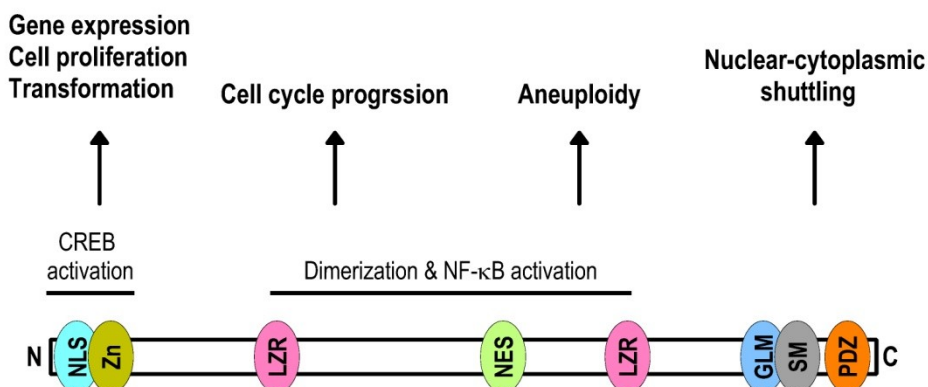 Gene expression
Cell proliferation
Transformation
Cell cycle progrssion
Aneuploidy
Nuclear-cytoplasmic
shuttling
CREB
activation
Dimerization & NF-κB activation
N NLS Zn LZR NES LZR GLM SM PDZ C